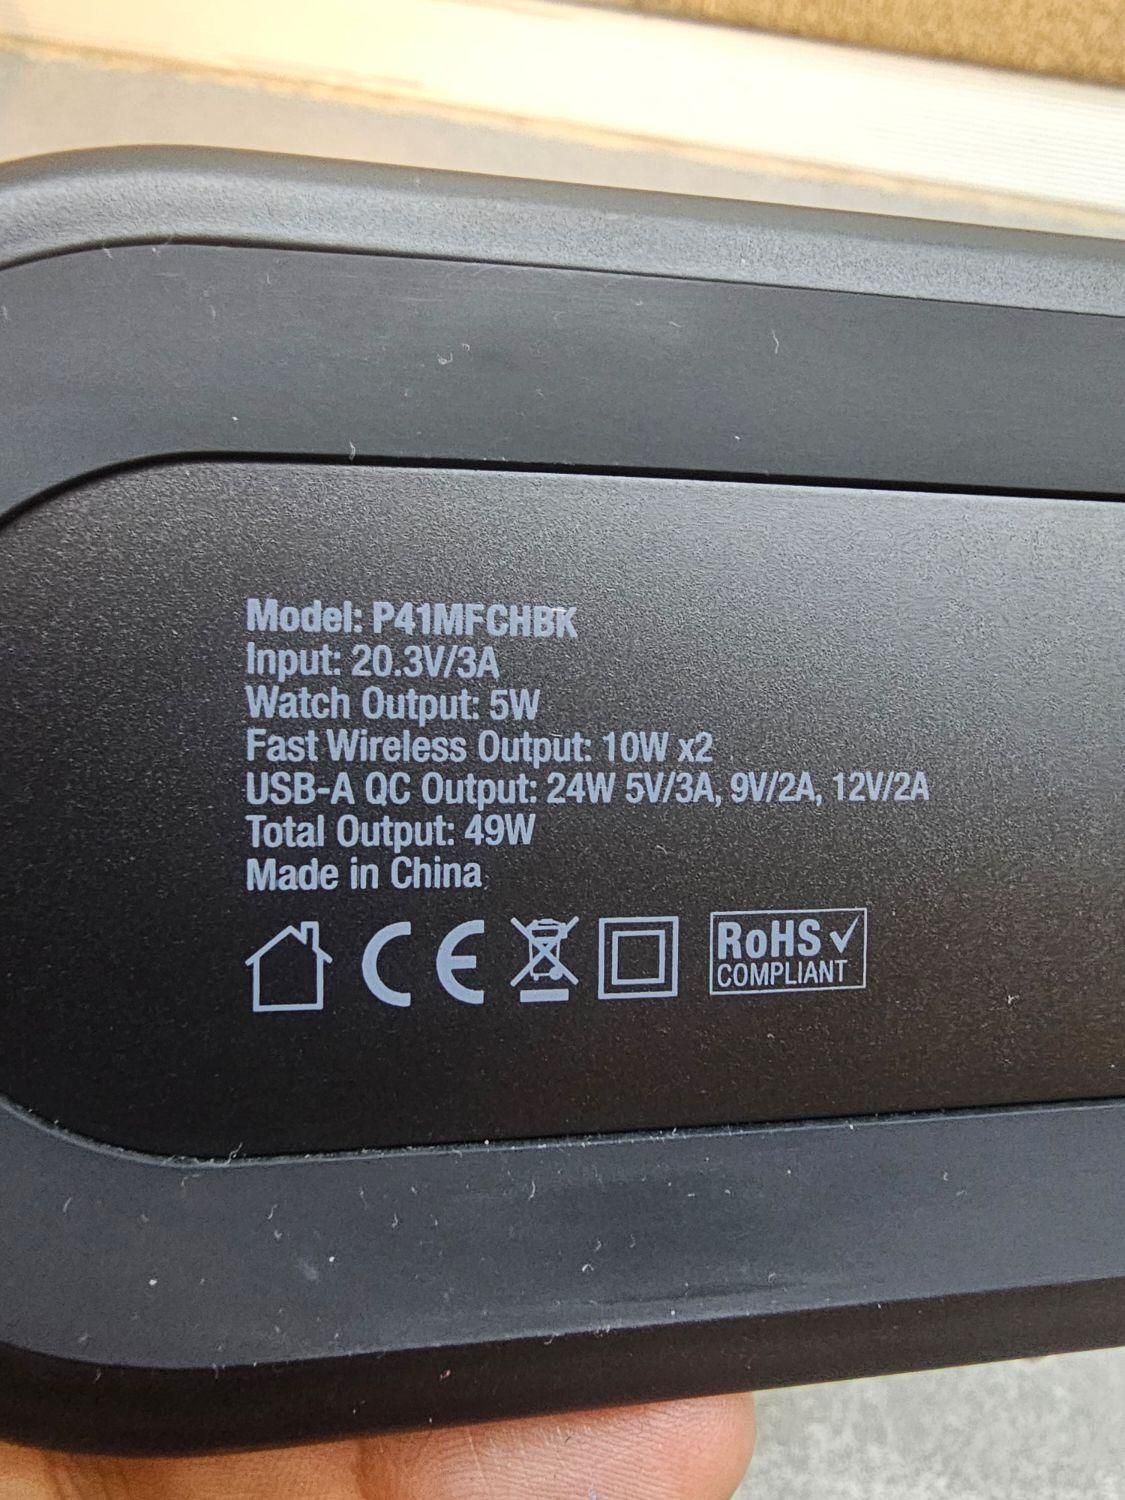 Model: P41MFCHBK
Input: 20.3V/3A
Watch Output: 5W
Fast Wireless Output: 10W x2
USB-A QC Output: 24W 5V/3A, 9V/2A, 12V/2A
Total Output: 49W
Made in China
CE
RoHS
COMPLIANT